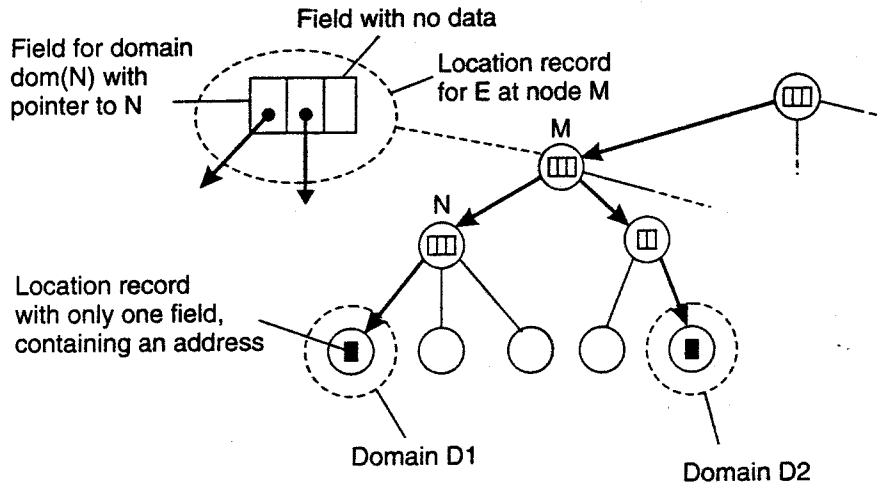 Field with no data
Field for domain
dom(N) with
pointer to N
Location record
for E at node M
M
N
Location record
with only one field,
containing an address
Domain D1
Domain D2